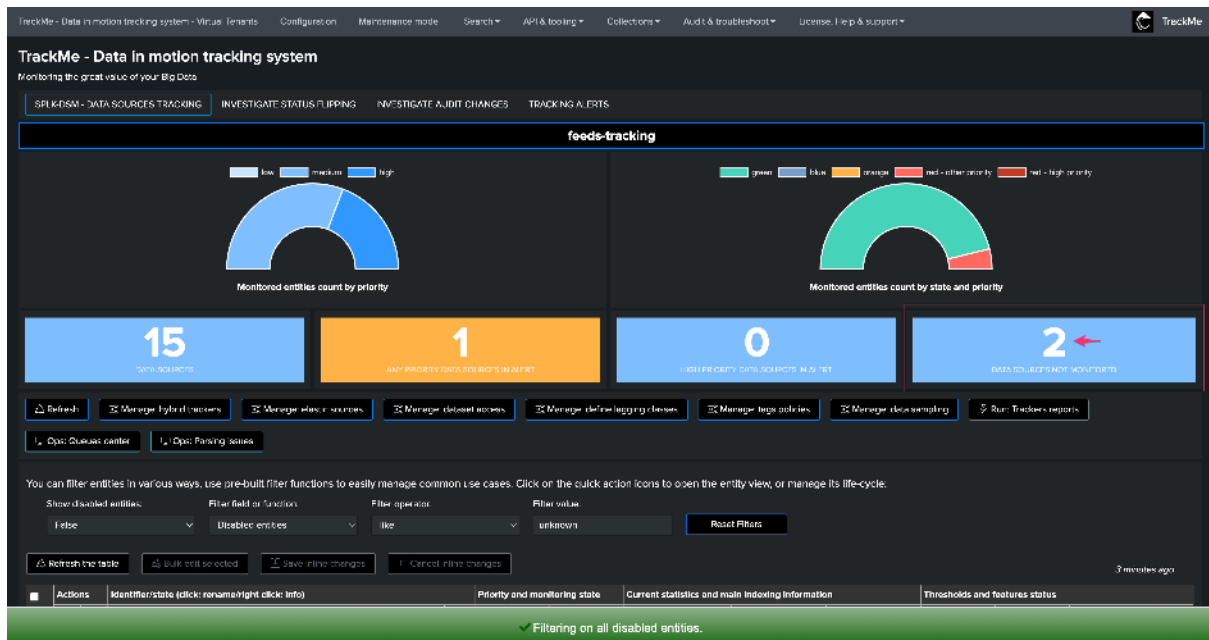 TrackMe - Data in motion tracking system - Virtual Tenants Configuration Maintenance mode Search API & tooling Collections Audit & troubleshoot License, Help & support TrackMe
TrackMe - Data in motion tracking system
Monitoring the great value of your Big Data
SPLK-DSM - DATA SOURCES TRACKING INVESTIGATE STATUS FLIPPING INVESTIGATE AUDIT CHANGES TRACKING ALERTS
feeds-tracking
low medium high
green blue orange red - other priority red - high priority
Monitored entities count by priority
Monitored entities count by state and priority
15 1 0 2
DATA SOURCES ANY PRIORITY DATA SOURCES IN ALERT HIGH PRIORITY DATA SOURCES IN ALERT DATA SOURCES NOT MONITORED
Refresh Manage: hybrid trackers Manage: elastic sources Manage: dataset access Manage: define lagging classes Manage: tags policies Manage: data sampling Run: Trackers reports
Ops: Queues center Ops: Parsing issues
You can filter entities in various ways, use pre-built filter functions to easily manage common use cases. Click on the quick action icons to open the entity view, or manage its life-cycle:
Show disabled entities: Filter field or function: Filter operator: Filter value:
False Disabled entities like unknown Reset Filters
Refresh the table Bulk edit selected Save inline changes Cancel inline changes
3 minutes ago
Actions Identifier/state (click: rename/right click: info) Priority and monitoring state Current statistics and main indexing information Thresholds and features status
Filtering on all disabled entities.